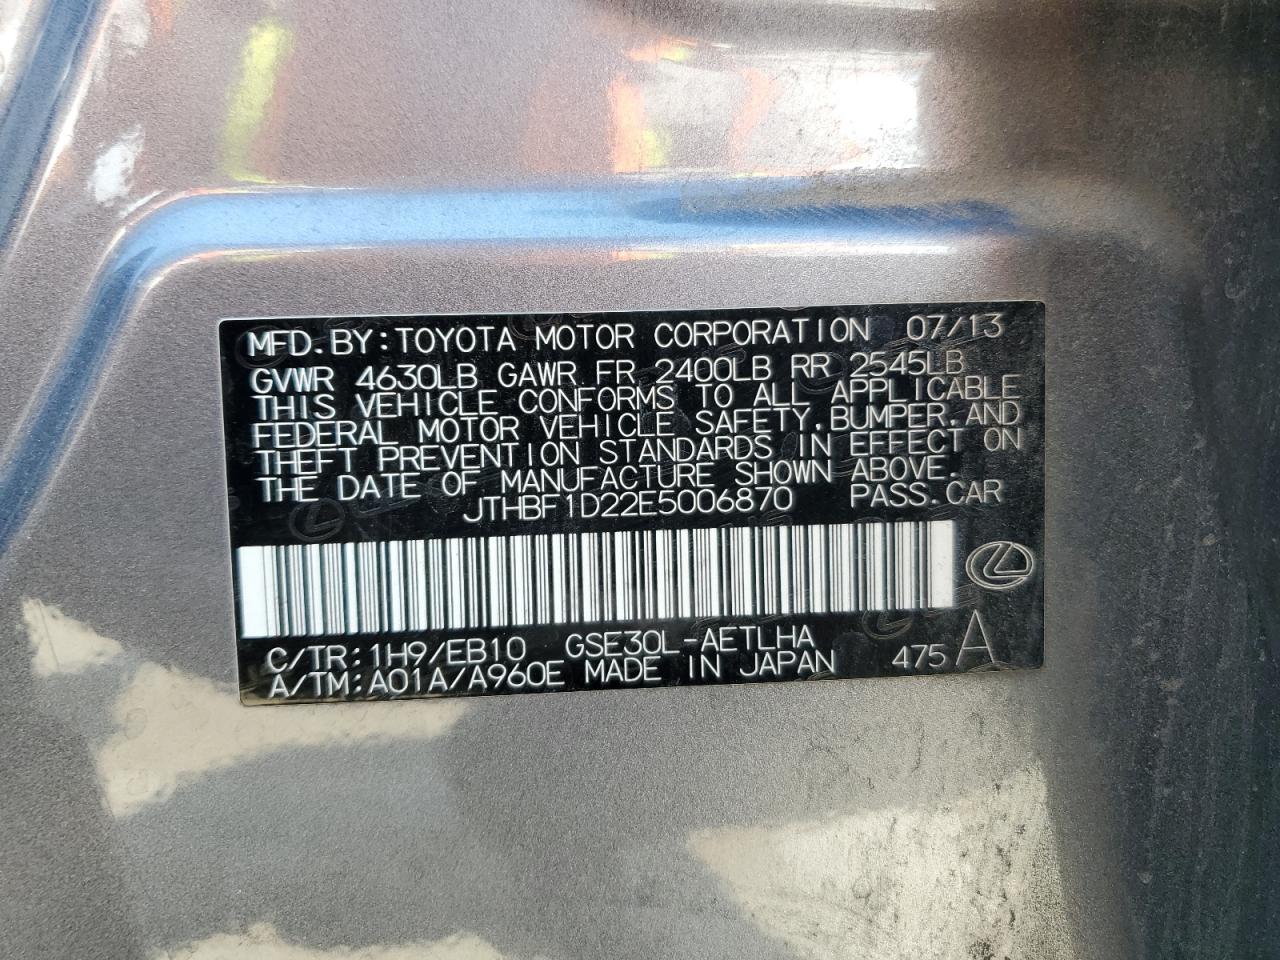 MFD.BY:TOYOTA MOTOR CORPORATION 07/13
GVWR 4630LB GAWR FR 2400LB RR 2545LB
THIS VEHICLE CONFORMS TO ALL APPLICABLE
FEDERAL MOTOR VEHICLE SAFETY,BUMPER,AND
THEFT PREVENTION STANDARDS IN EFFECT ON
THE DATE OF MANUFACTURE SHOWN ABOVE.
JTHBF1D22E5006870 PASS.CAR
C/TR:1H9/EB10 GSE30L-AETLHA
A/TM:A01A/A960E MADE IN JAPAN 475 A